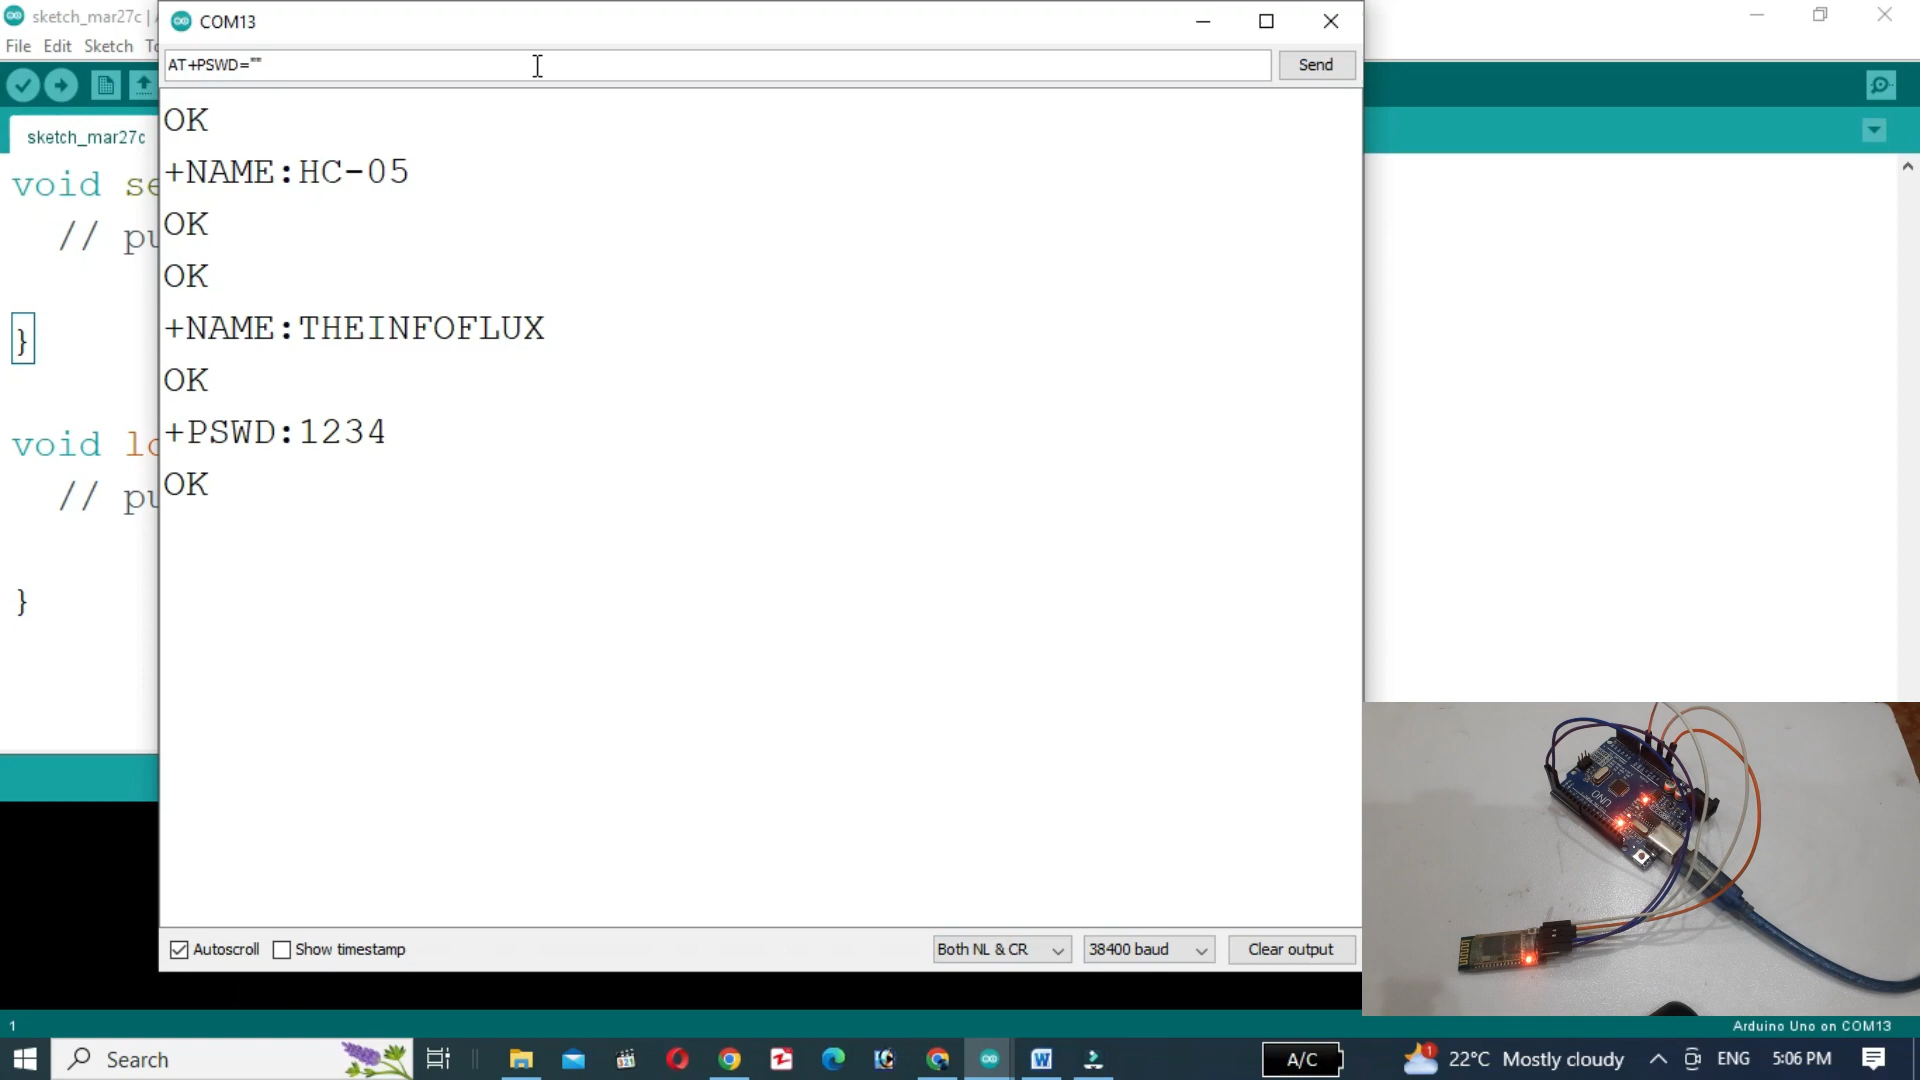 sketch_mar27c |
File Edit Sketch
sketch_mar27c
void
//
}
void
//
}
COM13
AT+PSWD=""
Send
OK
+NAME:HC-05
OK
OK
+NAME:THEINFOFLUX
OK
+PSWD:1234
OK
Autoscroll
Show timestamp
Both NL & CR
38400 baud
Clear output
UNO
1
Arduino Uno on COM13
Search
A/C
1
22°C Mostly cloudy
ENG
5:06 PM